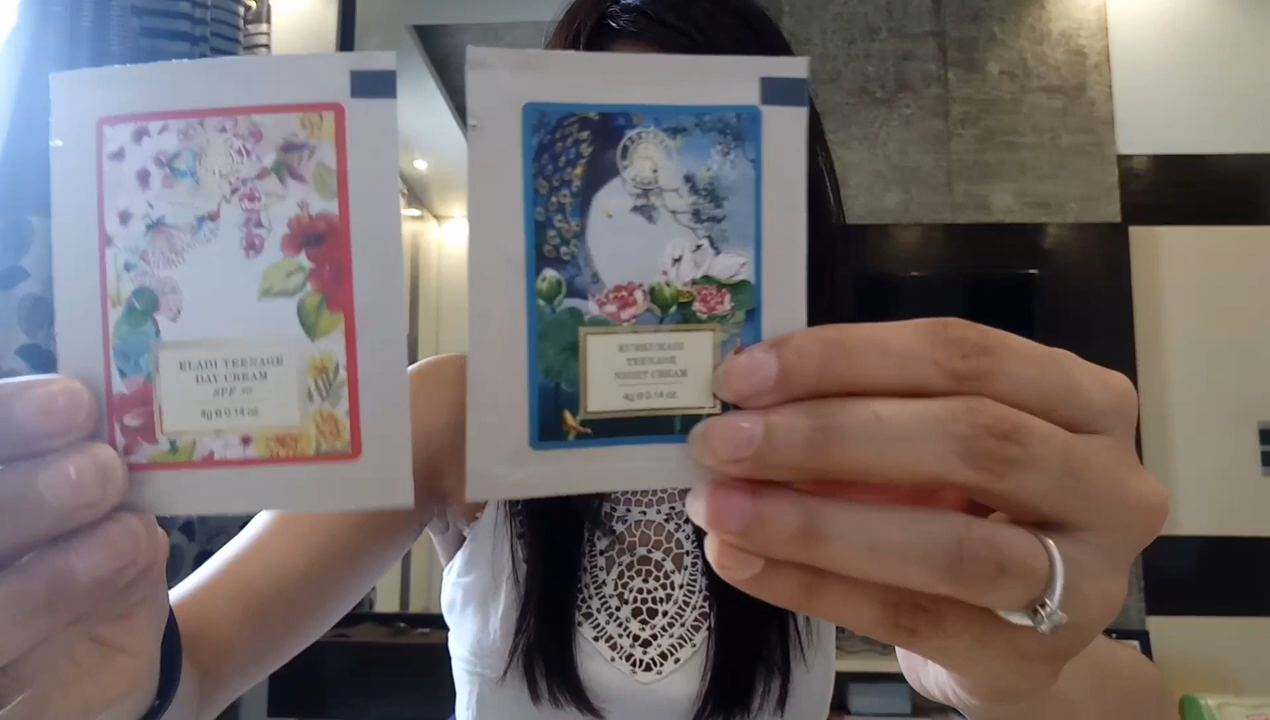 ELADI TEENAGE
DAY CREAM
SPF 30
4g e 0.14 oz.
KUMKUMADI
TEENAGE
NIGHT CREAM
4g e 0.14 oz.